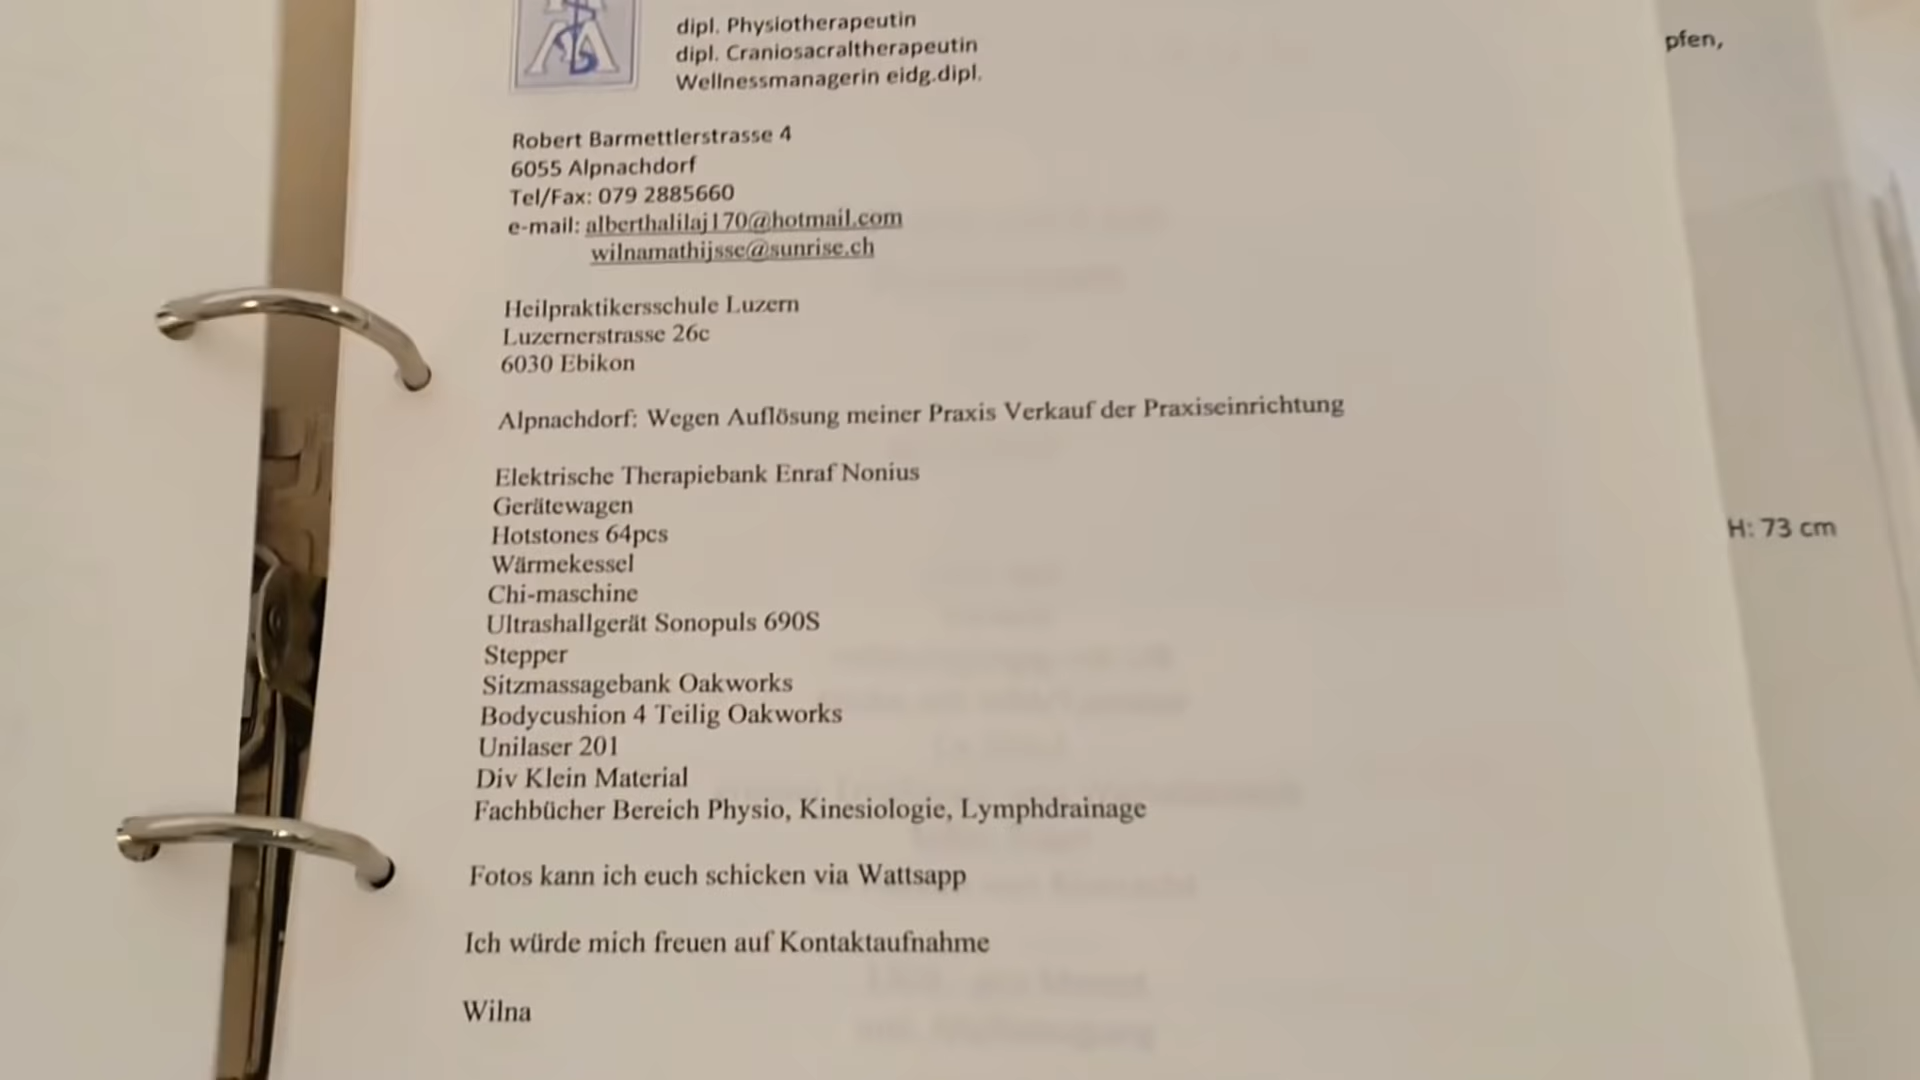 dipl. Physiotherapeutin
dipl. Craniosacraltherapeutin
Wellnessmanagerin eidg.dipl.
Robert Barmettlerstrasse 4
6055 Alpnachdorf
Tel/Fax: 079 2885660
e-mail: alberthalilaj170@hotmail.com
wilnamathijsse@sunrise.ch
Heilpraktikersschule Luzern
Luzernerstrasse 26c
6030 Ebikon
Alpnachdorf: Wegen Auflösung meiner Praxis Verkauf der Praxiseinrichtung
Elektrische Therapiebank Enraf Nonius
Gerätewagen
Hotstones 64pcs
Wärmekessel
Chi-maschine
Ultrashallgerät Sonopuls 690S
Stepper
Sitzmassagebank Oakworks
Bodycushion 4 Teilig Oakworks
Unilaser 201
Div Klein Material
Fachbücher Bereich Physio, Kinesiologie, Lymphdrainage
Fotos kann ich euch schicken via Wattsapp
Ich würde mich freuen auf Kontaktaufnahme
Wilna
pfen,
H: 73 cm